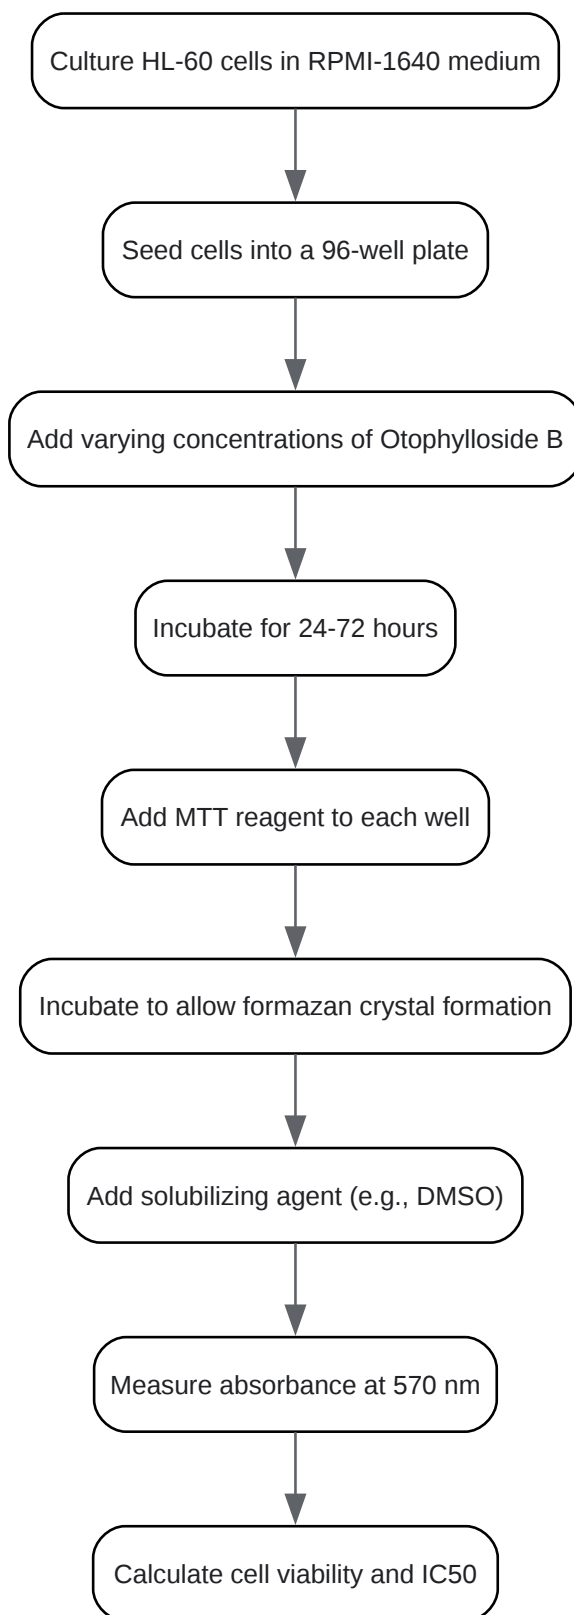 Culture HL-60 cells in RPMI-1640 medium
Seed cells into a 96-well plate
Add varying concentrations of Otophylloside B
Incubate for 24-72 hours
Add MTT reagent to each well
Incubate to allow formazan crystal formation
Add solubilizing agent (e.g., DMSO)
Measure absorbance at 570 nm
Calculate cell viability and IC50